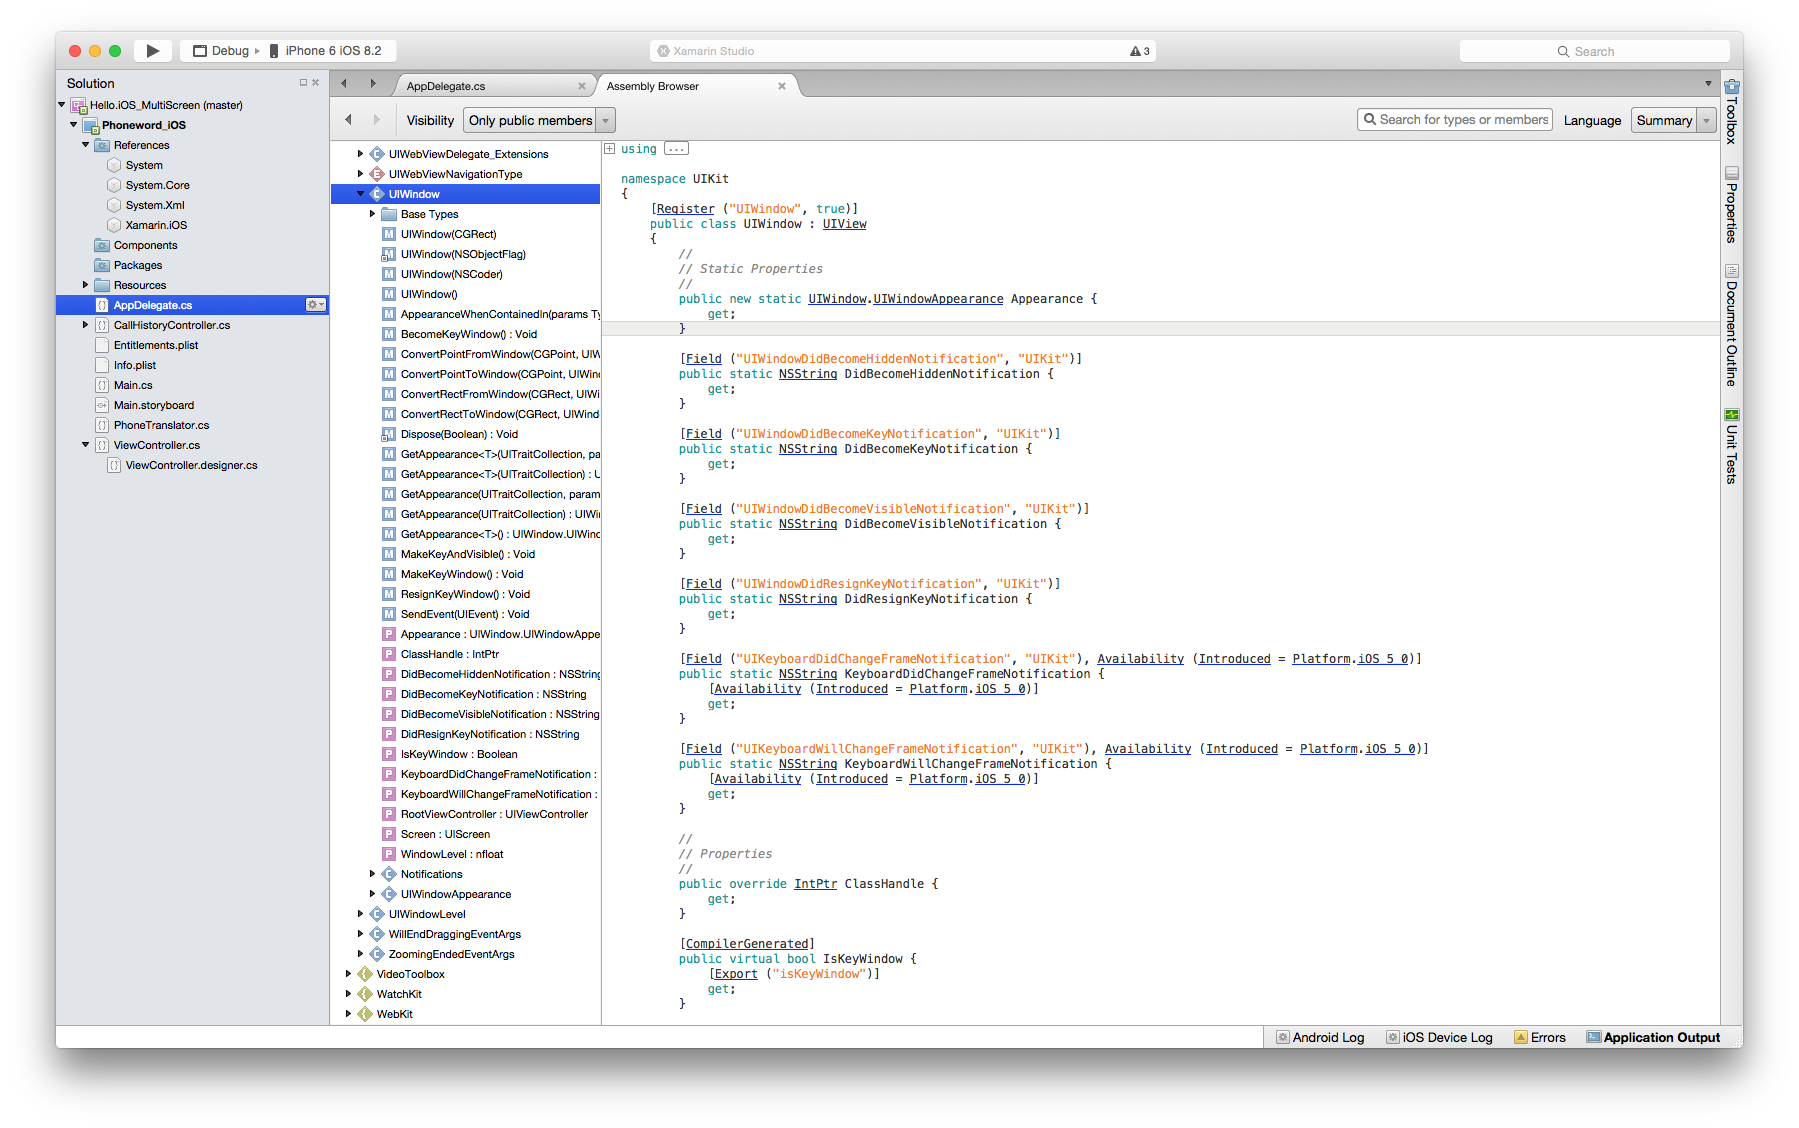 Debug
iPhone 6 iOS 8.2
Xamarin Studio
3
Search
Solution
Hello.iOS_MultiScreen (master)
Phoneword_iOS
References
System
System.Core
System.Xml
Xamarin.iOS
Components
Packages
Resources
AppDelegate.cs
CallHistoryController.cs
Entitlements.plist
Info.plist
Main.cs
Main.storyboard
PhoneTranslator.cs
ViewController.cs
ViewController.designer.cs
AppDelegate.cs
Assembly Browser
Visibility
Only public members
Search for types or members
Language
Summary
UIWebViewDelegate_Extensions
UIWebViewNavigationType
UIWindow
Base Types
UIWindow(CGRect)
UIWindow(NSObjectFlag)
UIWindow(NSCoder)
UIWindow()
AppearanceWhenContainedIn(params Ty
BecomeKeyWindow() : Void
ConvertPointFromWindow(CGPoint, UIW
ConvertPointToWindow(CGPoint, UIWin
ConvertRectFromWindow(CGRect, UIWi
ConvertRectToWindow(CGRect, UIWind
Dispose(Boolean) : Void
GetAppearance<T>(UITraitCollection, pa
GetAppearance<T>(UITraitCollection) : U
GetAppearance(UITraitCollection, param
GetAppearance(UITraitCollection) : UIWin
GetAppearance<T>() : UIWindow.UIWinc
MakeKeyAndVisible() : Void
MakeKeyWindow() : Void
ResignKeyWindow() : Void
SendEvent(UIEvent) : Void
Appearance : UIWindow.UIWindowAppe
ClassHandle : IntPtr
DidBecomeHiddenNotification : NSString
DidBecomeKeyNotification : NSString
DidBecomeVisibleNotification : NSString
DidResignKeyNotification : NSString
IsKeyWindow : Boolean
KeyboardDidChangeFrameNotification :
KeyboardWillChangeFrameNotification :
RootViewController : UIViewController
Screen : UIScreen
WindowLevel : nfloat
Notifications
UIWindowAppearance
UIWindowLevel
WillEndDraggingEventArgs
ZoomingEndedEventArgs
VideoToolbox
WatchKit
WebKit
using ...
namespace UIKit
{
[Register ("UIWindow", true)]
public class UIWindow : UIView
{
//
// Static Properties
//
public new static UIWindow.UIWindowAppearance Appearance {
get;
}
[Field ("UIWindowDidBecomeHiddenNotification", "UIKit")]
public static NSString DidBecomeHiddenNotification {
get;
}
[Field ("UIWindowDidBecomeKeyNotification", "UIKit")]
public static NSString DidBecomeKeyNotification {
get;
}
[Field ("UIWindowDidBecomeVisibleNotification", "UIKit")]
public static NSString DidBecomeVisibleNotification {
get;
}
[Field ("UIWindowDidResignKeyNotification", "UIKit")]
public static NSString DidResignKeyNotification {
get;
}
[Field ("UIKeyboardDidChangeFrameNotification", "UIKit"), Availability (Introduced = Platform.iOS_5_0)]
public static NSString KeyboardDidChangeFrameNotification {
[Availability (Introduced = Platform.iOS_5_0)]
get;
}
[Field ("UIKeyboardWillChangeFrameNotification", "UIKit"), Availability (Introduced = Platform.iOS_5_0)]
public static NSString KeyboardWillChangeFrameNotification {
[Availability (Introduced = Platform.iOS_5_0)]
get;
}
//
// Properties
//
public override IntPtr ClassHandle {
get;
}
[CompilerGenerated]
public virtual bool IsKeyWindow {
[Export ("isKeyWindow")]
get;
}
Toolbox
Properties
Document Outline
Unit Tests
Android Log
iOS Device Log
Errors
Application Output